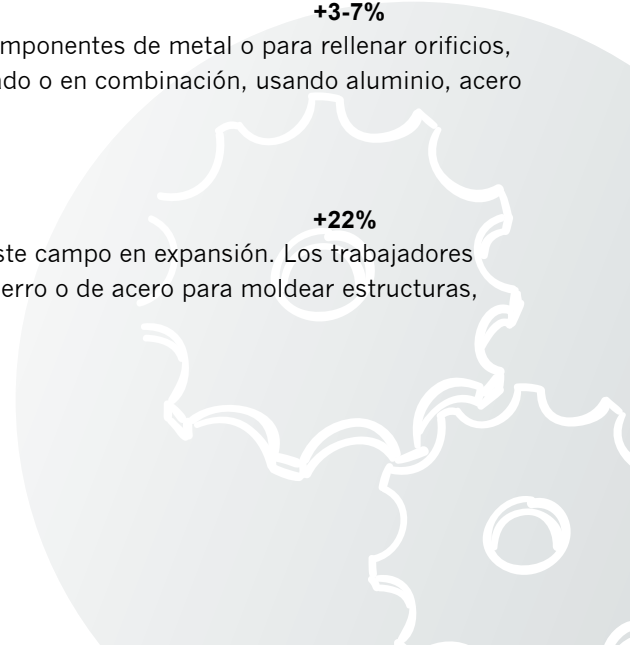 +3-7%
mponentes de metal o para rellenar orificios,
ado o en combinación, usando aluminio, acero
+22%
ste campo en expansión. Los trabajadores
erro o de acero para moldear estructuras,